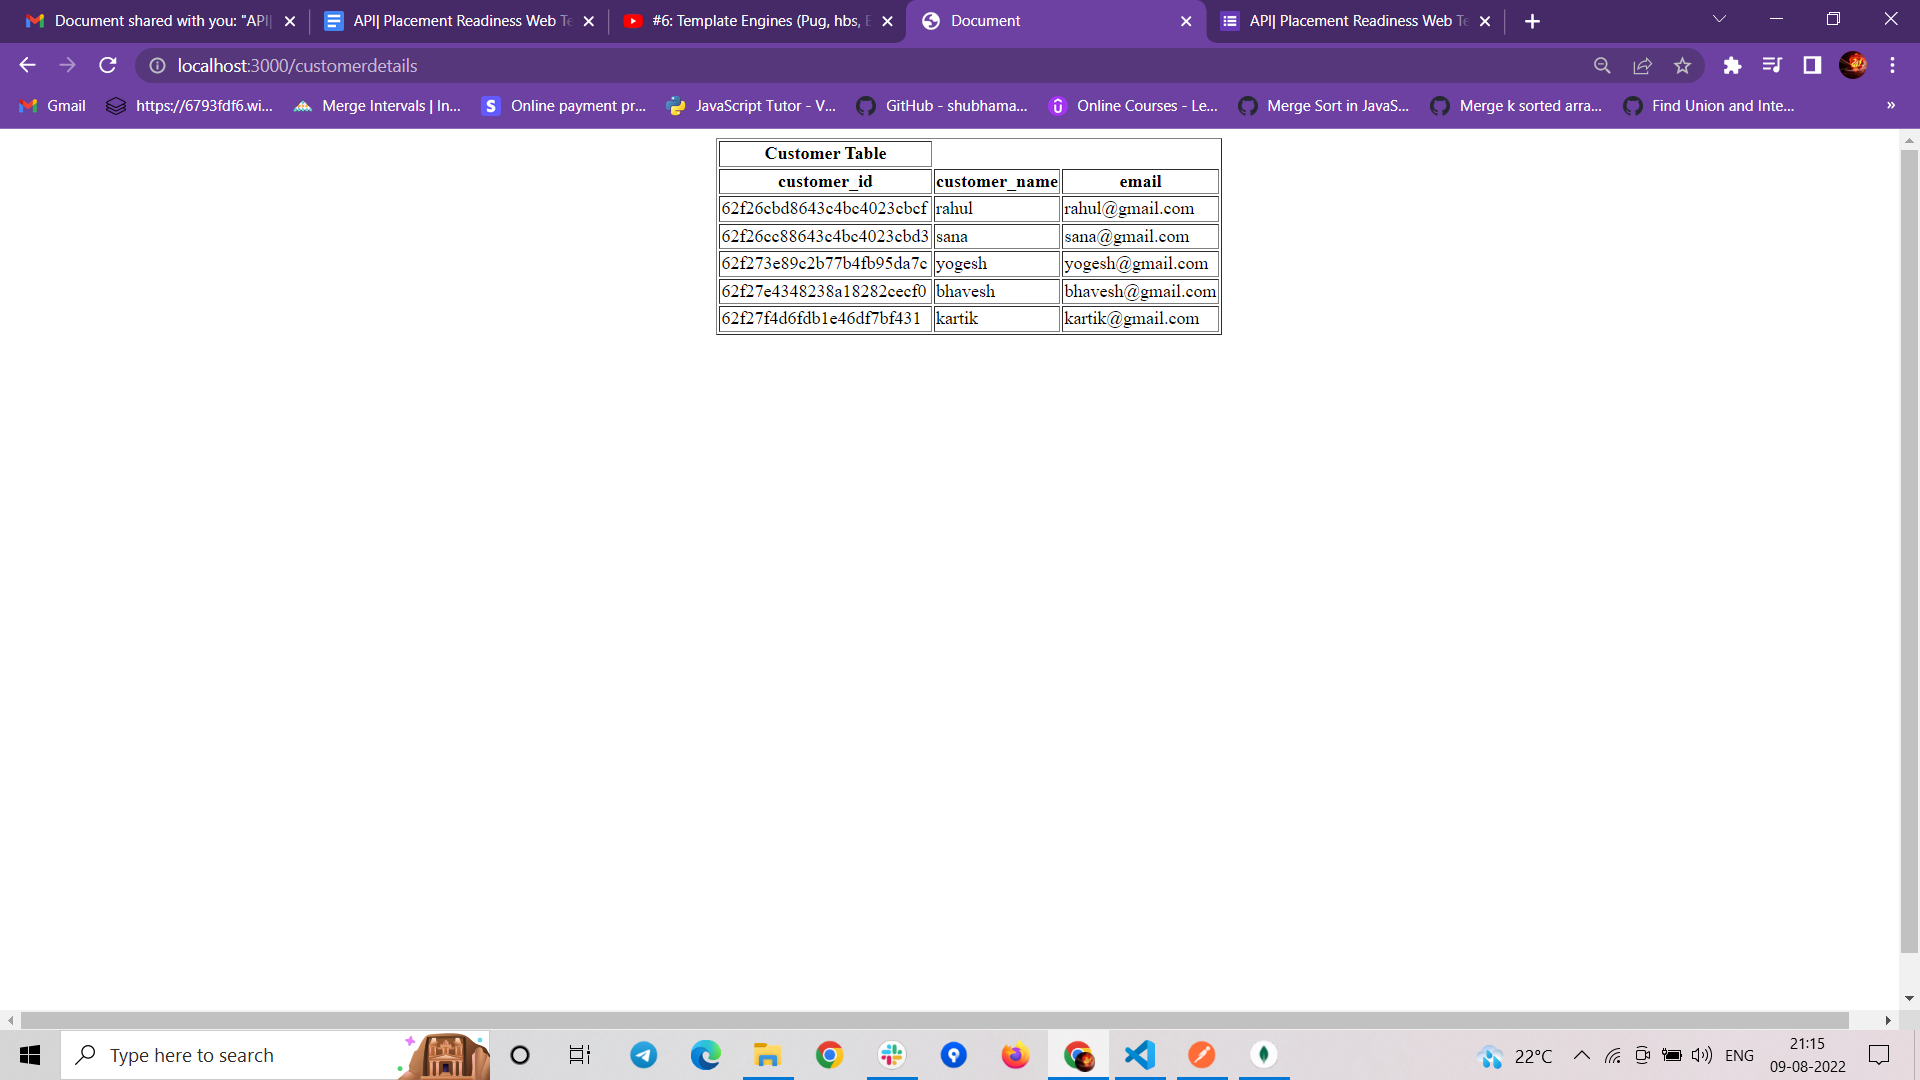 Document shared with you: "API|
API| Placement Readiness Web Te
#6: Template Engines (Pug, hbs, E
Document
API| Placement Readiness Web Te
localhost:3000/customerdetails
Gmail
https://6793fdf6.wi...
Merge Intervals | In...
S
Online payment pr...
JavaScript Tutor - V...
GitHub - shubhama...
Online Courses - Le...
Merge Sort in JavaS...
Merge k sorted arra...
Find Union and Inte...
»
Customer Table
customer_id customer_name email
62f26cbd8643c4bc4023cbcf rahul rahul@gmail.com
62f26cc88643c4bc4023cbd3 sana sana@gmail.com
62f273e89c2b77b4fb95da7c yogesh yogesh@gmail.com
62f27e4348238a18282cecf0 bhavesh bhavesh@gmail.com
62f27f4d6fdb1e46df7bf431 kartik kartik@gmail.com
Type here to search
22°C
ENG
21:15
09-08-2022